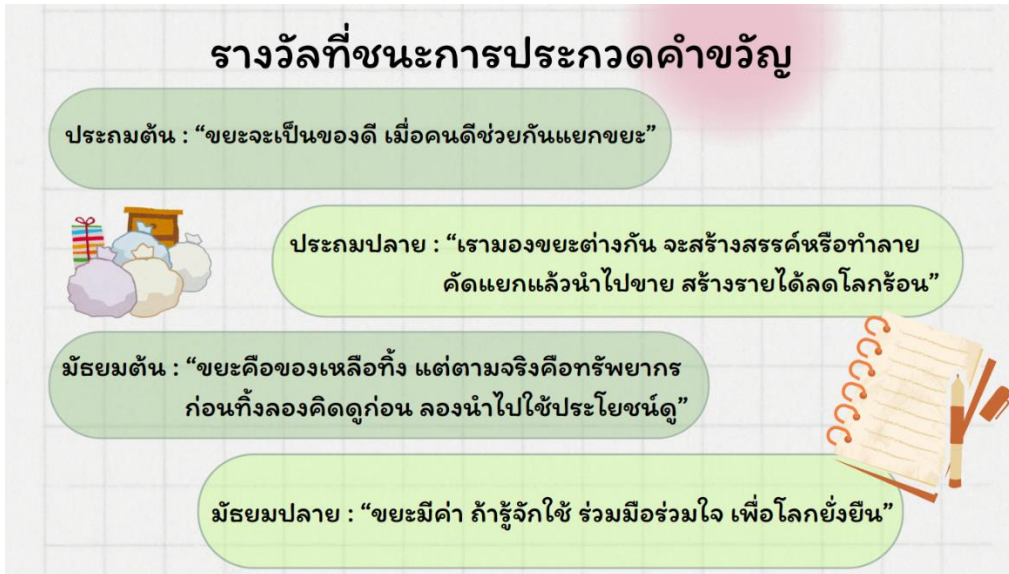 รางวัลที่ชนะการประกวดคำขวัญ
ประถมต้น : “ขยะจะเป็นของดี เมื่อคนดีช่วยกันแยกขยะ”
ประถมปลาย : “เรามองขยะต่างกัน จะสร้างสรรค์หรือทำลาย
คัดแยกแล้วนำไปขาย สร้างรายได้ลดโลกร้อน”
มัธยมต้น : “ขยะคือของเหลือทิ้ง แต่ตามจริงคือทรัพยากร
ก่อนทิ้งลองคิดดูก่อน ลองนำไปใช้ประโยชน์ดู”
มัธยมปลาย : “ขยะมีค่า ถ้ารู้จักใช้ ร่วมมือร่วมใจ เพื่อโลกยั่งยืน”